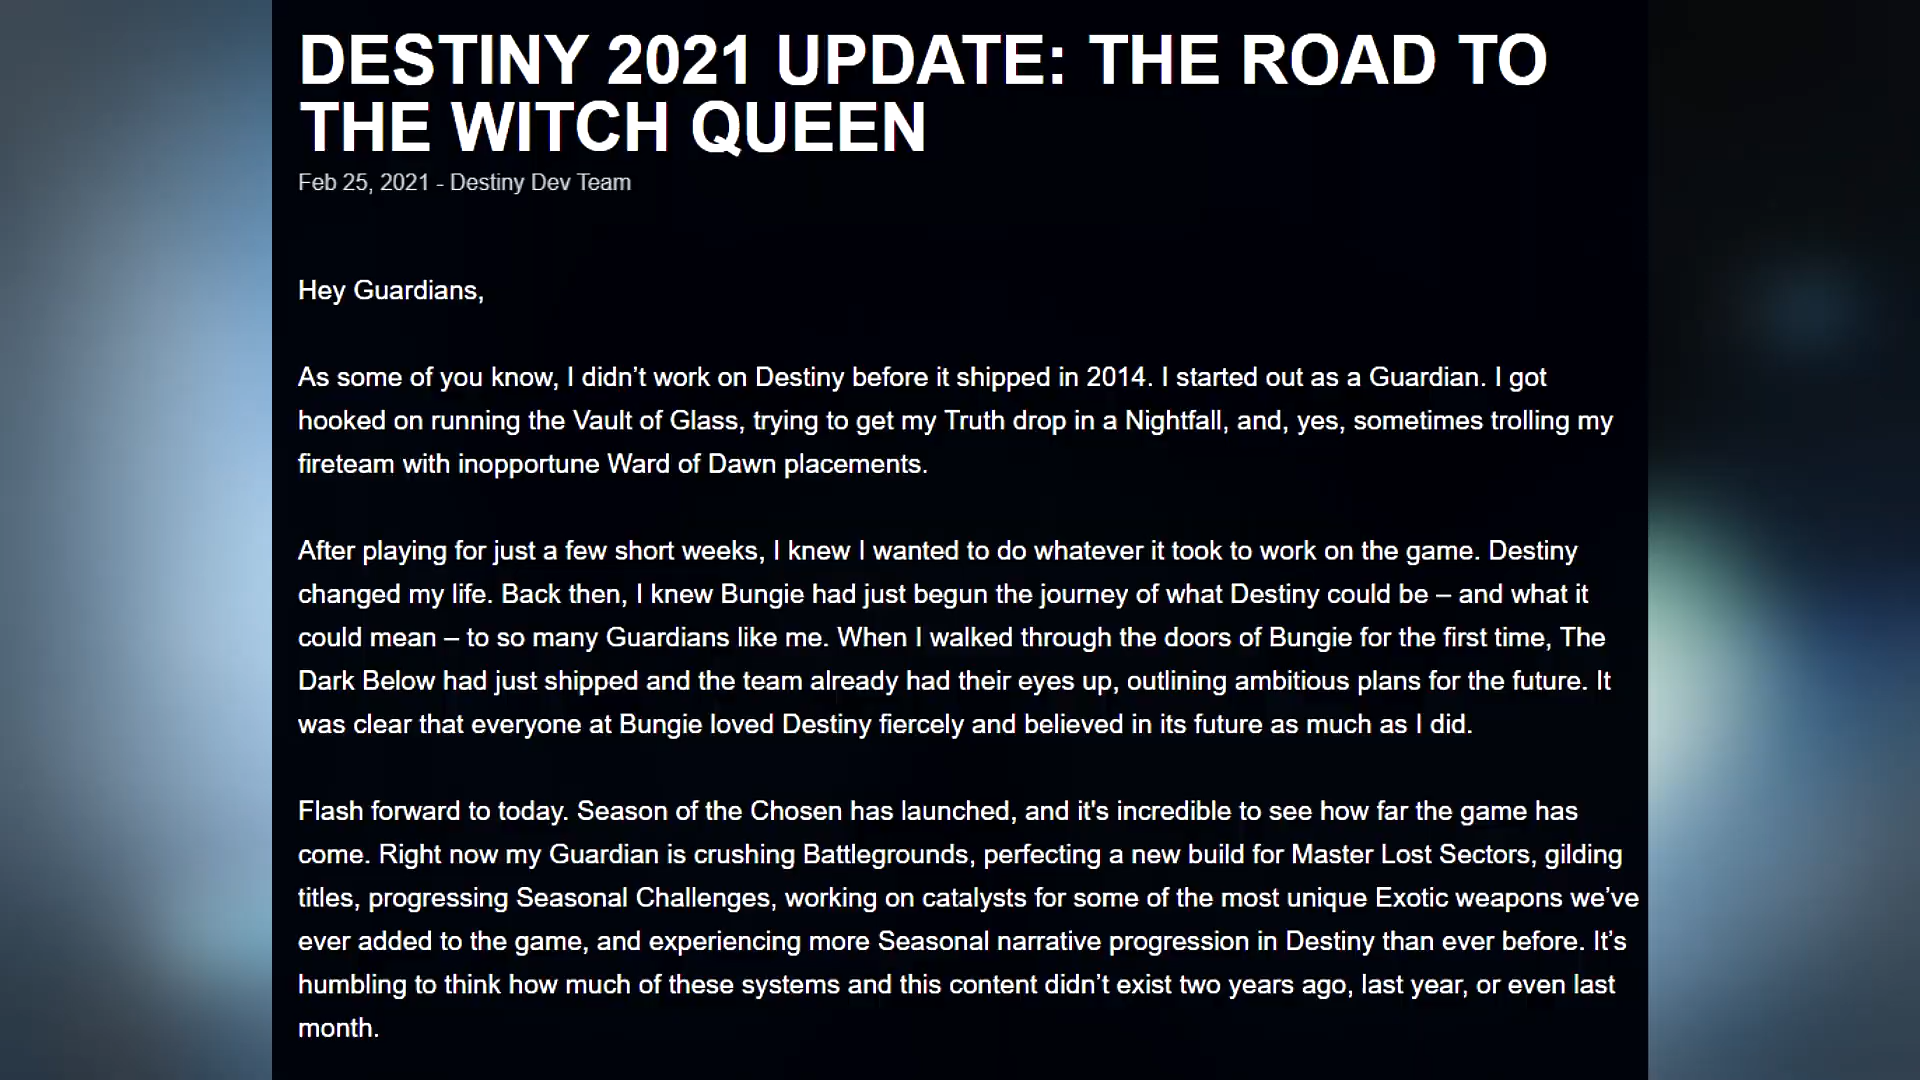 DESTINY 2021 UPDATE: THE ROAD TO
THE WITCH QUEEN
Feb 25, 2021 - Destiny Dev Team
Hey Guardians,
As some of you know, I didn’t work on Destiny before it shipped in 2014. I started out as a Guardian. I got
hooked on running the Vault of Glass, trying to get my Truth drop in a Nightfall, and, yes, sometimes trolling my
fireteam with inopportune Ward of Dawn placements.
After playing for just a few short weeks, I knew I wanted to do whatever it took to work on the game. Destiny
changed my life. Back then, I knew Bungie had just begun the journey of what Destiny could be – and what it
could mean – to so many Guardians like me. When I walked through the doors of Bungie for the first time, The
Dark Below had just shipped and the team already had their eyes up, outlining ambitious plans for the future. It
was clear that everyone at Bungie loved Destiny fiercely and believed in its future as much as I did.
Flash forward to today. Season of the Chosen has launched, and it's incredible to see how far the game has
come. Right now my Guardian is crushing Battlegrounds, perfecting a new build for Master Lost Sectors, gilding
titles, progressing Seasonal Challenges, working on catalysts for some of the most unique Exotic weapons we’ve
ever added to the game, and experiencing more Seasonal narrative progression in Destiny than ever before. It’s
humbling to think how much of these systems and this content didn’t exist two years ago, last year, or even last
month.